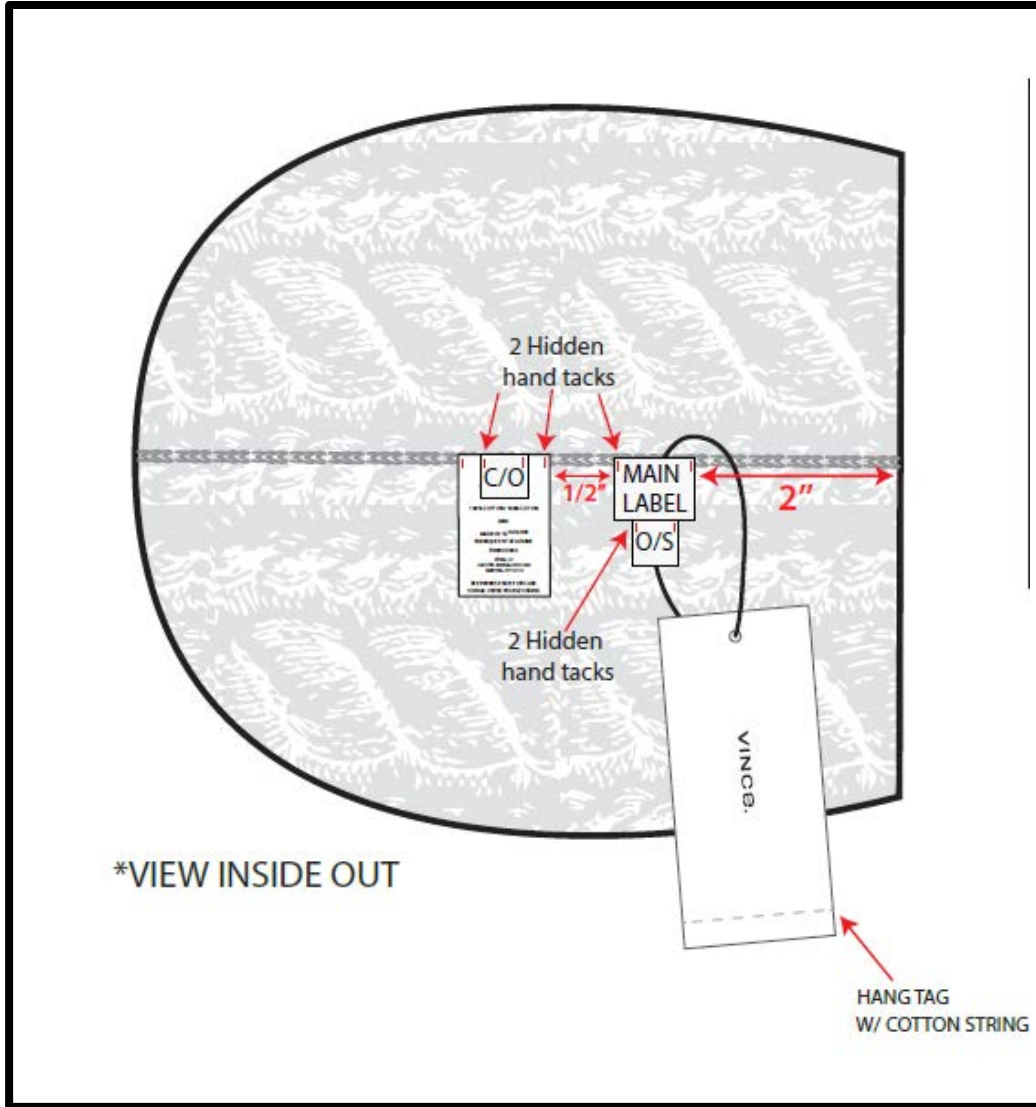 2 Hidden
hand tacks
C/O
1/2"
MAIN
LABEL
2"
O/S
2 Hidden
hand tacks
VINCE.
*VIEW INSIDE OUT
HANG TAG
W/ COTTON STRING